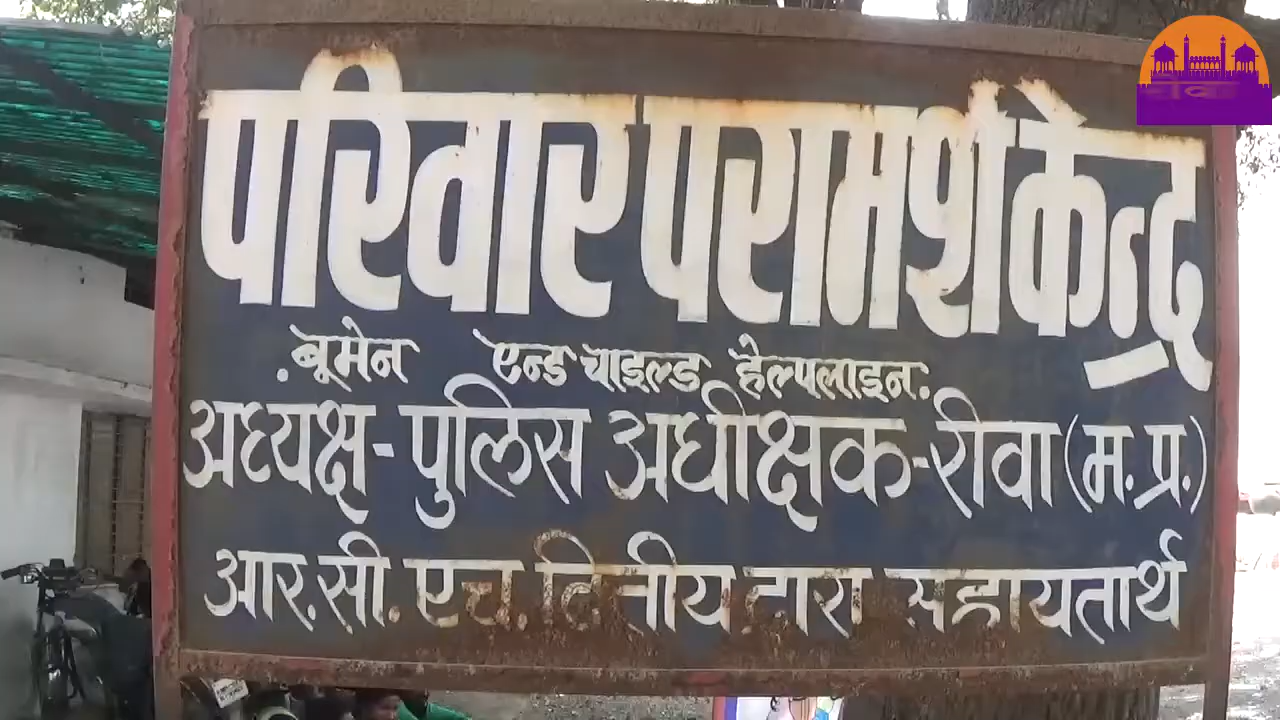 परिवार परामर्श केन्द्र
बूमेन एन्ड चाइल्ड हेल्पलाइन
अध्यक्ष-पुलिस अधीक्षक-रीवा (म.प्र.)
आर.सी.एच. द्वितीय द्वारा सहायतार्थ